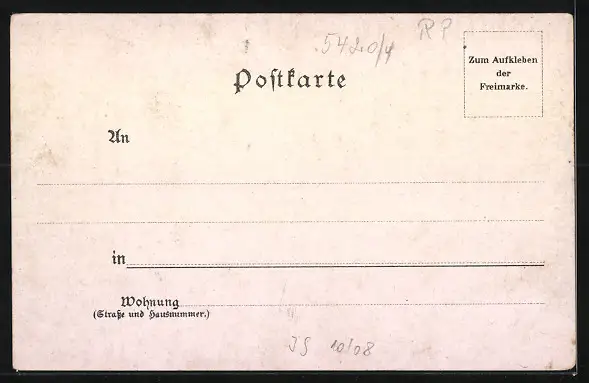 5420/4
RP
Zum Aufkleben
der
Freimarke.
Poſtkarte
An
in
Wohnung
(Straße und Hausnummer.)
10/08